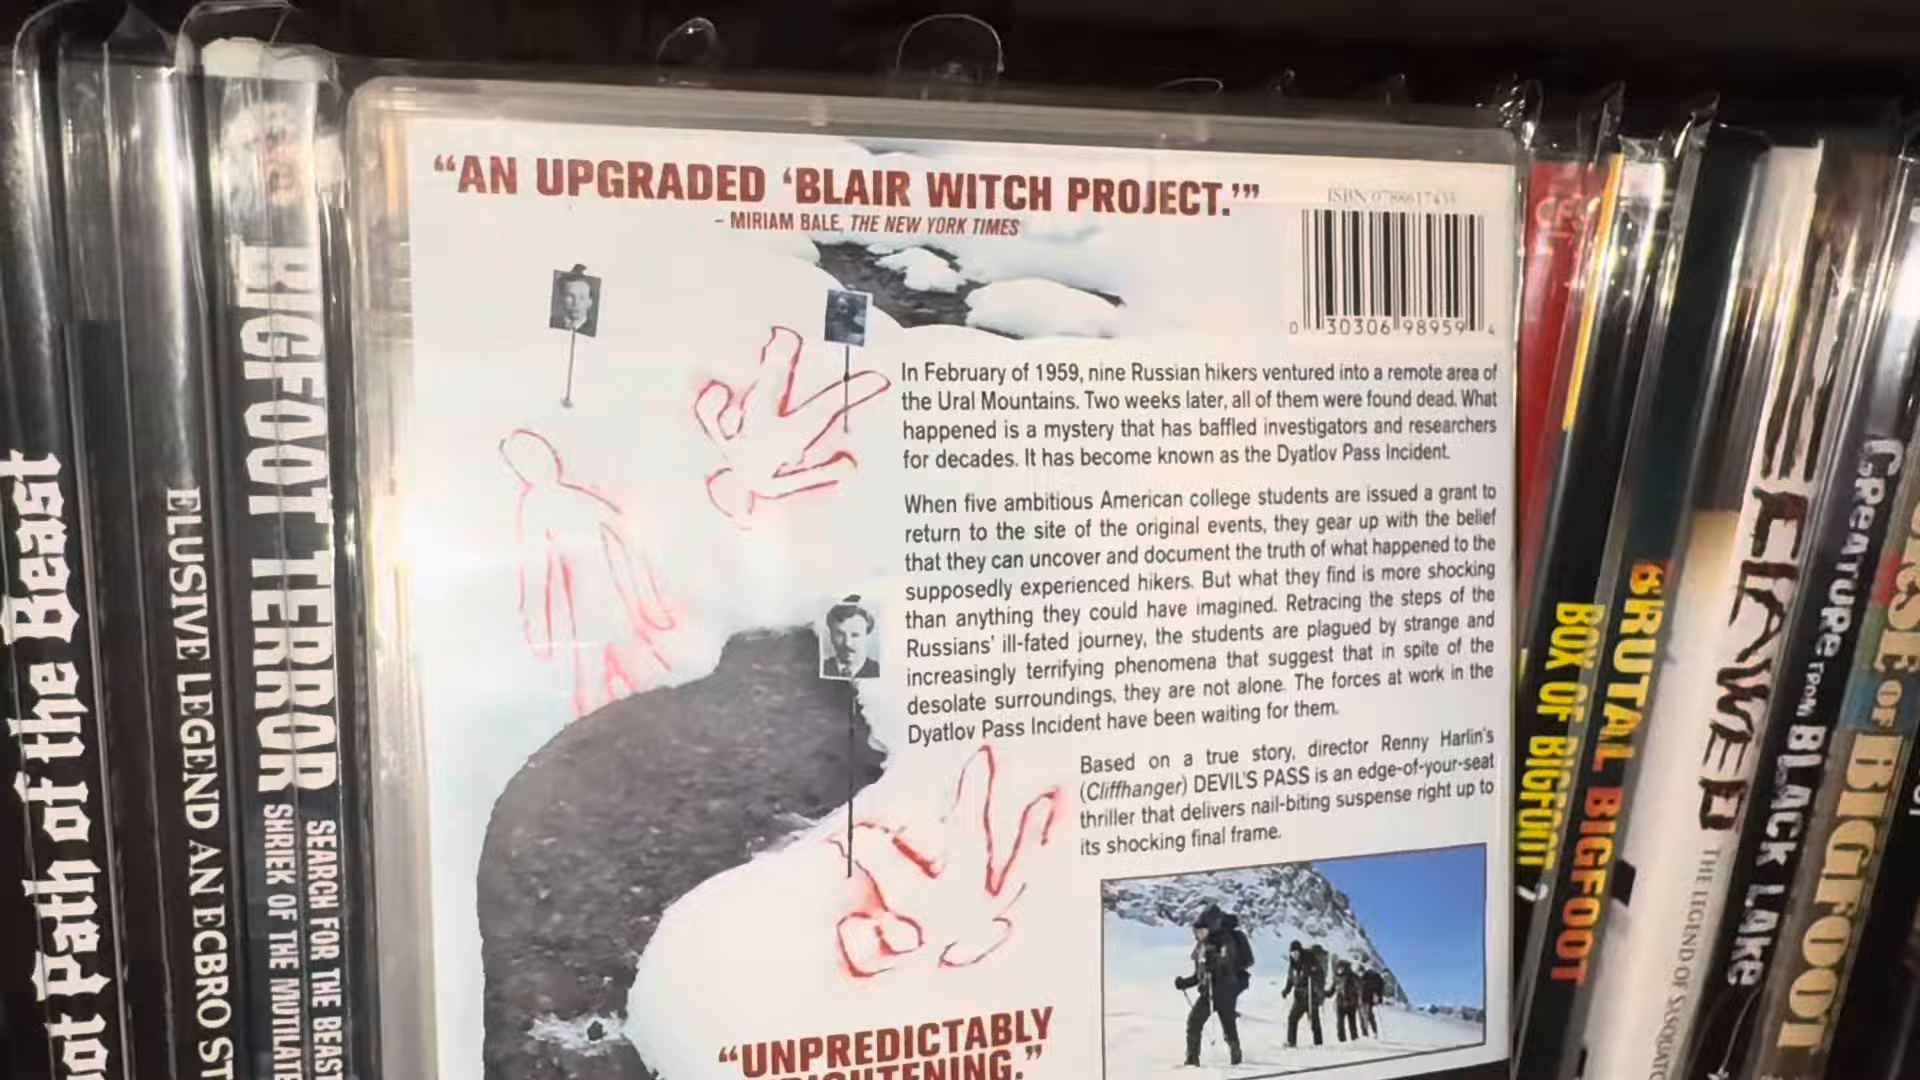 Path of the Beast
ELUSIVE LEGEND AN ECBRO
BIGFOOT TERROR
SEARCH FOR THE BEAST
SHRIEK OF THE MUTILATE
“AN UPGRADED ‘BLAIR WITCH PROJECT.’”
– MIRIAM BALE, THE NEW YORK TIMES
0 30306 98959 4
In February of 1959, nine Russian hikers ventured into a remote area of
the Ural Mountains. Two weeks later, all of them were found dead. What
happened is a mystery that has baffled investigators and researchers
for decades. It has become known as the Dyatlov Pass Incident.
When five ambitious American college students are issued a grant to
return to the site of the original events, they gear up with the belief
that they can uncover and document the truth of what happened to the
supposedly experienced hikers. But what they find is more shocking
than anything they could have imagined. Retracing the steps of the
Russians’ ill-fated journey, the students are plagued by strange and
increasingly terrifying phenomena that suggest that in spite of the
desolate surroundings, they are not alone. The forces at work in the
Dyatlov Pass Incident have been waiting for them.
Based on a true story, director Renny Harlin’s
(Cliffhanger) DEVIL’S PASS is an edge-of-your-seat
thriller that delivers nail-biting suspense right up to
its shocking final frame.
“UNPREDICTABLY
BOX OF BIGFOOT 2
BRUTAL BIGFOOT
CLAWED
THE LEGEND OF SASQUATC
CREATURE FROM BLACK LAKE
OF BIGFOOT